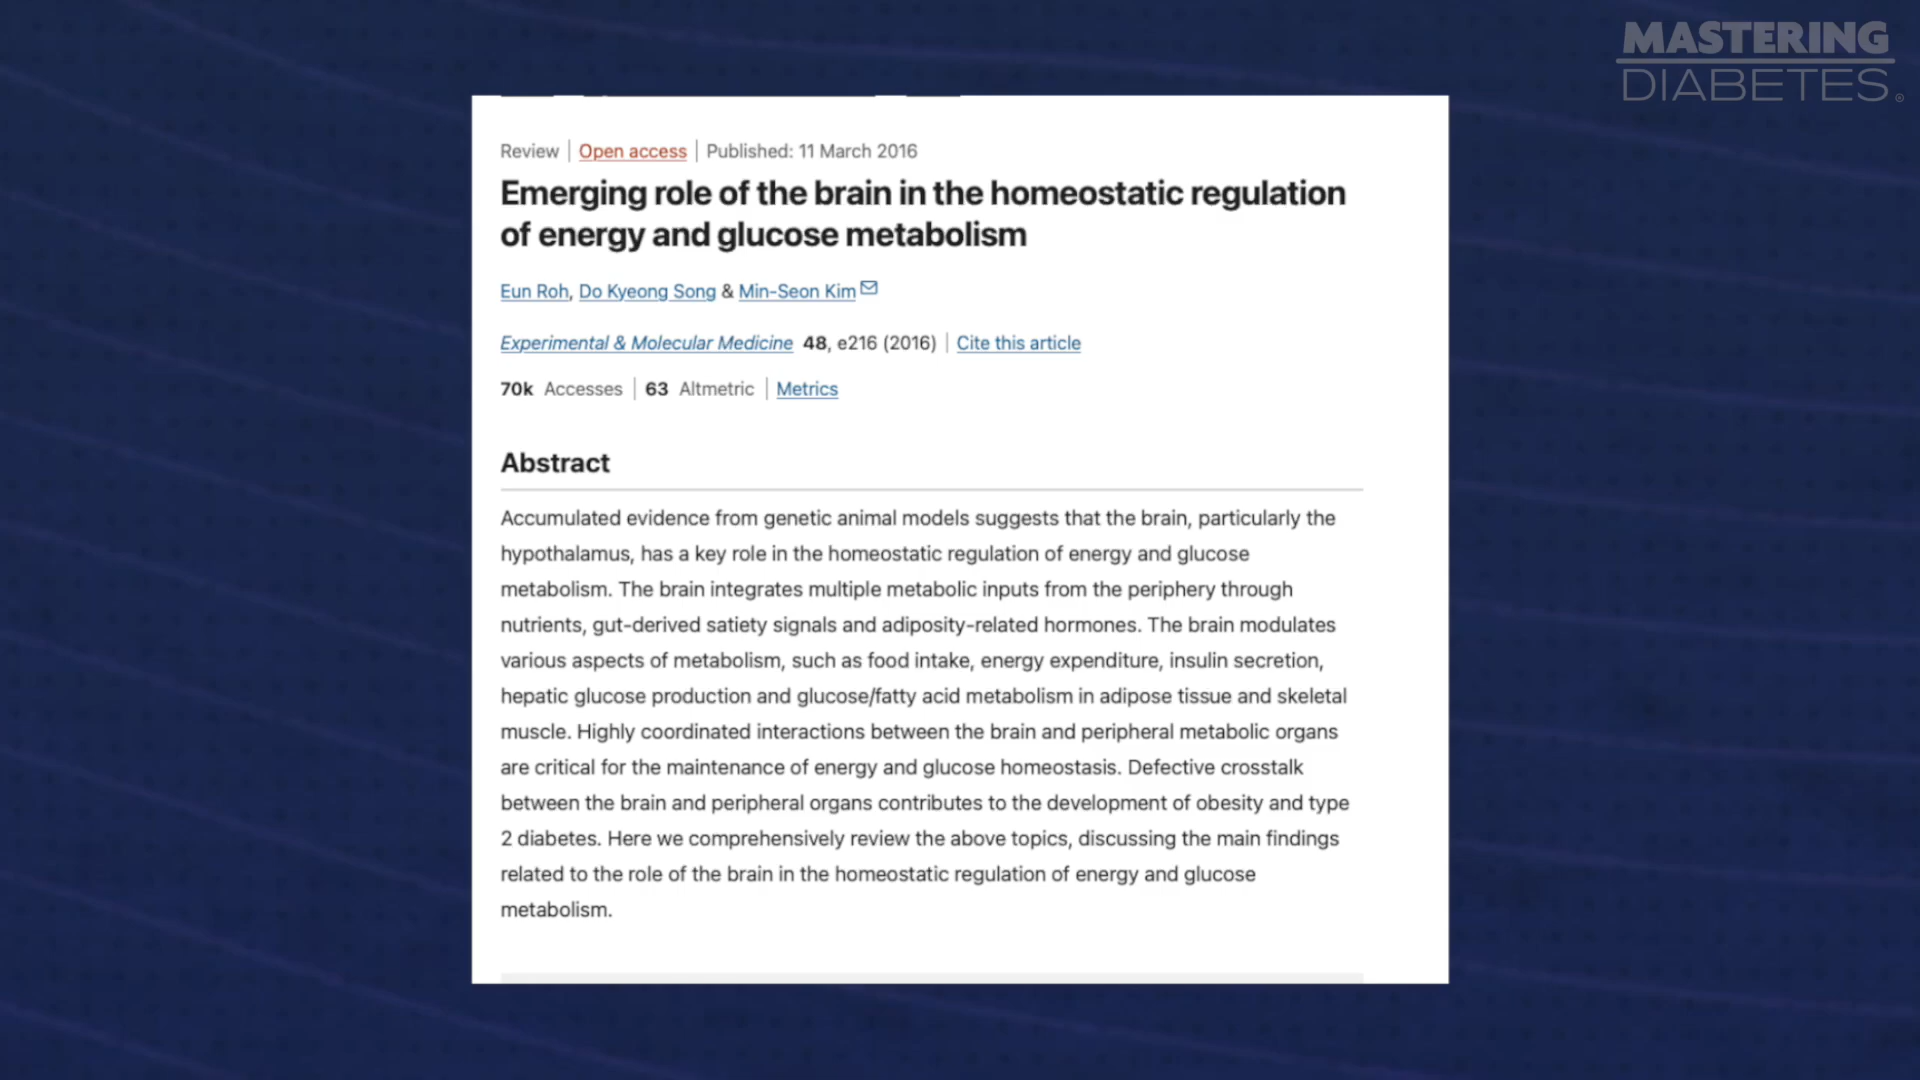 MASTERING
DIABETES®
Review | Open access | Published: 11 March 2016
Emerging role of the brain in the homeostatic regulation
of energy and glucose metabolism
Eun Roh, Do Kyeong Song & Min-Seon Kim
Experimental & Molecular Medicine 48, e216 (2016) | Cite this article
70k Accesses | 63 Altmetric | Metrics
Abstract
Accumulated evidence from genetic animal models suggests that the brain, particularly the
hypothalamus, has a key role in the homeostatic regulation of energy and glucose
metabolism. The brain integrates multiple metabolic inputs from the periphery through
nutrients, gut-derived satiety signals and adiposity-related hormones. The brain modulates
various aspects of metabolism, such as food intake, energy expenditure, insulin secretion,
hepatic glucose production and glucose/fatty acid metabolism in adipose tissue and skeletal
muscle. Highly coordinated interactions between the brain and peripheral metabolic organs
are critical for the maintenance of energy and glucose homeostasis. Defective crosstalk
between the brain and peripheral organs contributes to the development of obesity and type
2 diabetes. Here we comprehensively review the above topics, discussing the main findings
related to the role of the brain in the homeostatic regulation of energy and glucose
metabolism.